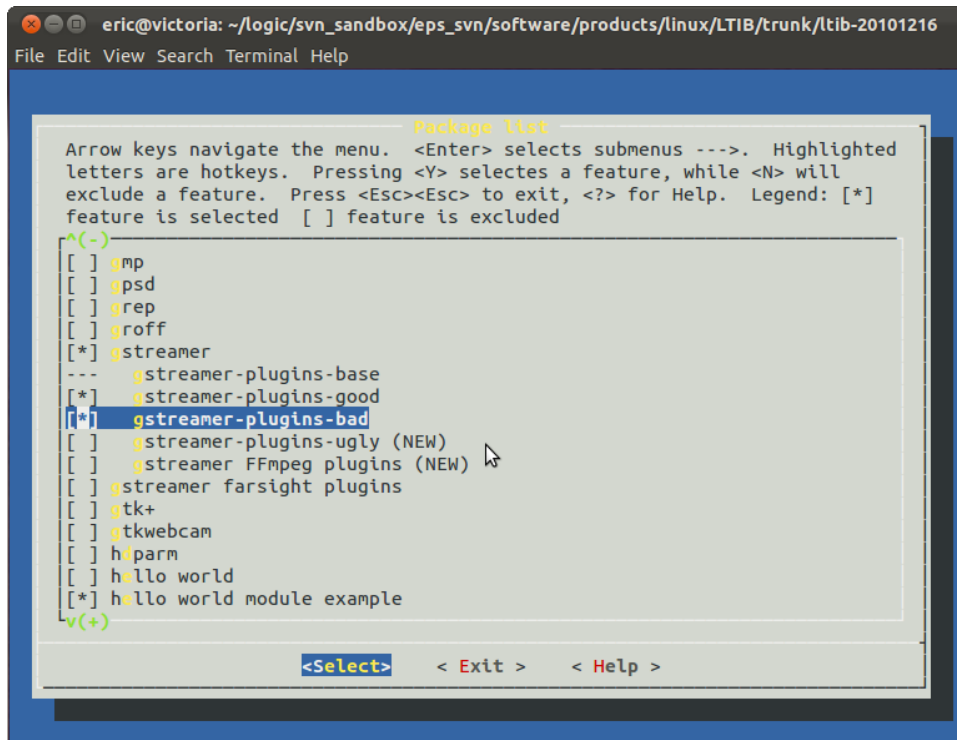 eric@victoria: ~/logic/svn_sandbox/eps_svn/software/products/linux/LTIB/trunk/ltib-20101216
File Edit View Search Terminal Help
Package list
Arrow keys navigate the menu. <Enter> selects submenus --->. Highlighted
letters are hotkeys. Pressing <Y> selectes a feature, while <N> will
exclude a feature. Press <Esc><Esc> to exit, <?> for Help. Legend: [*]
feature is selected [ ] feature is excluded
^(-)
[ ] gmp
[ ] gpsd
[ ] grep
[ ] groff
[*] gstreamer
--- gstreamer-plugins-base
[*] gstreamer-plugins-good
[*] gstreamer-plugins-bad
[ ] gstreamer-plugins-ugly (NEW)
[ ] gstreamer FFmpeg plugins (NEW)
[ ] gstreamer farsight plugins
[ ] gtk+
[ ] gtkwebcam
[ ] hdparm
[ ] hello world
[*] hello world module example
v(+)
<Select> < Exit > < Help >